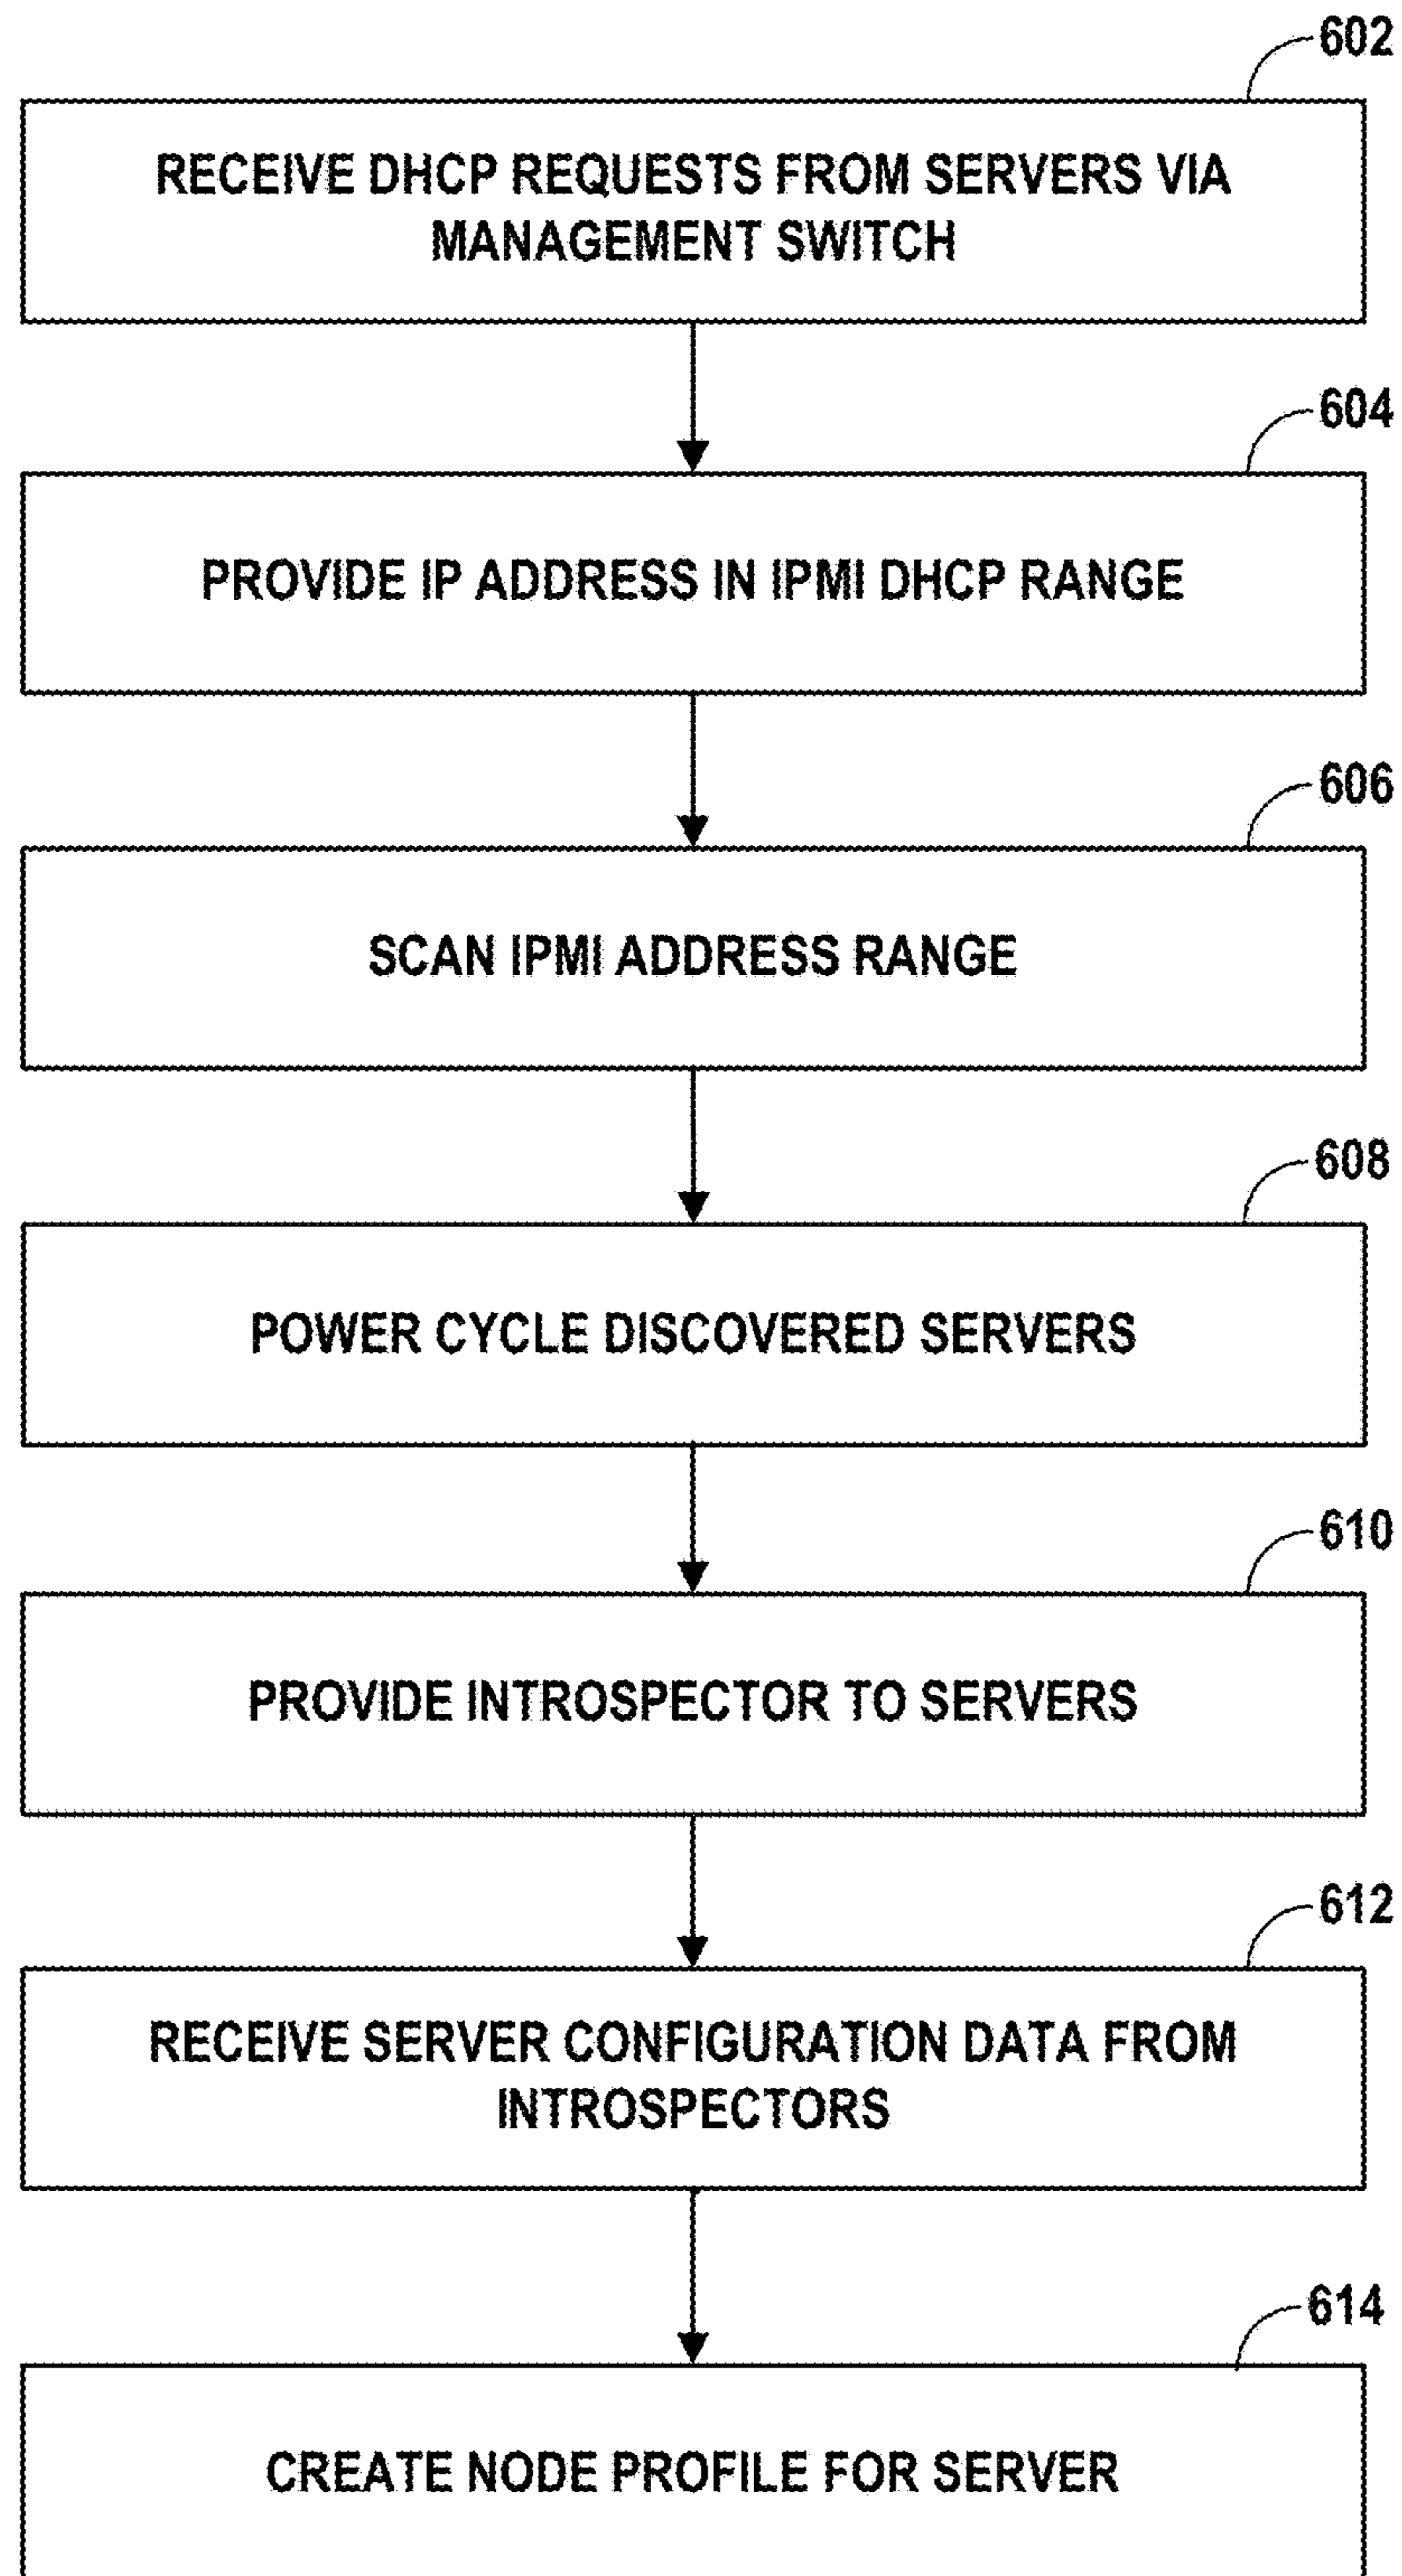 602
RECEIVE DHCP REQUESTS FROM SERVERS VIA
MANAGEMENT SWITCH
604
PROVIDE IP ADDRESS IN IPMI DHCP RANGE
606
SCAN IPMI ADDRESS RANGE
608
POWER CYCLE DISCOVERED SERVERS
610
PROVIDE INTROSPECTOR TO SERVERS
612
RECEIVE SERVER CONFIGURATION DATA FROM
INTROSPECTORS
614
CREATE NODE PROFILE FOR SERVER